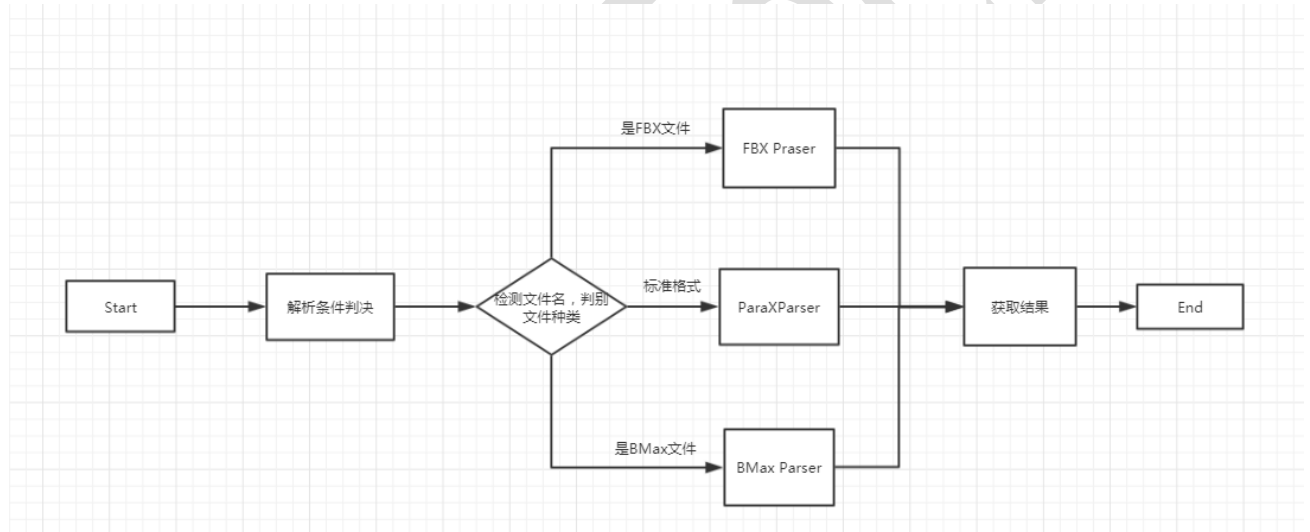 是FBX文件
FBX Praser
Start
解析条件判决
检测文件名，判别
文件种类
标准格式
ParaXParser
获取结果
End
是BMax文件
BMax Parser